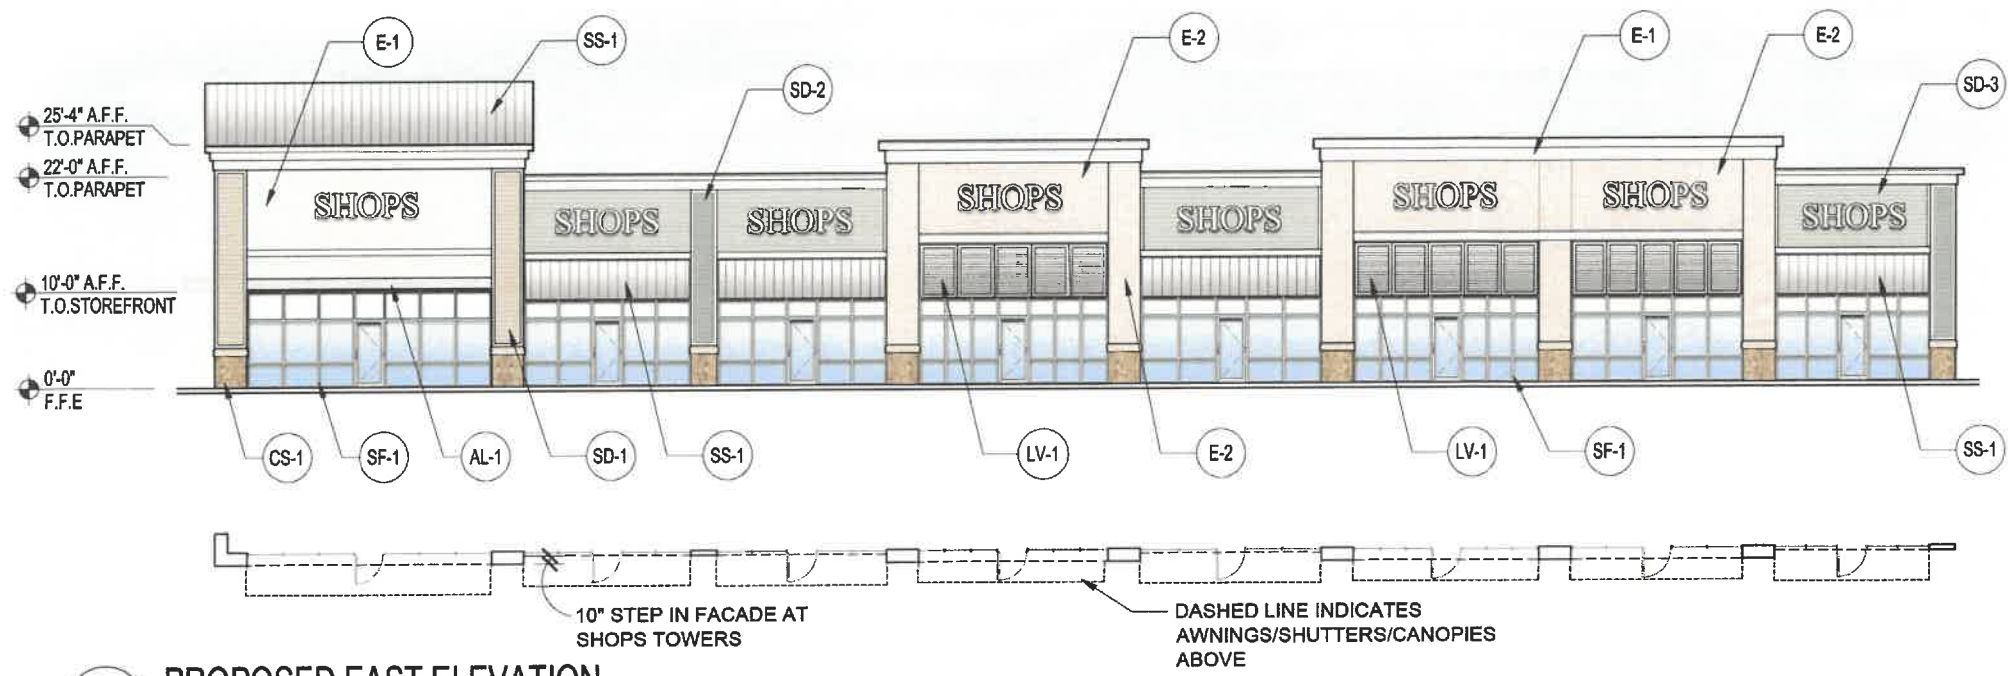 E-1
SS-1
SD-2
E-2
E-1
E-2
SD-3
25'-4" A.F.F.
T.O.PARAPET
22'-0" A.F.F.
T.O.PARAPET
10'-0" A.F.F.
T.O.STOREFRONT
0'-0"
F.F.E
SHOPS
SHOPS
SHOPS
SHOPS
SHOPS
SHOPS
SHOPS
SHOPS
CS-1
SF-1
AL-1
SD-1
SS-1
LV-1
E-2
LV-1
SF-1
SS-1
10" STEP IN FACADE AT
SHOPS TOWERS
DASHED LINE INDICATES
AWNINGS/SHUTTERS/CANOPIES
ABOVE
PROPOSED EAST ELEVATION